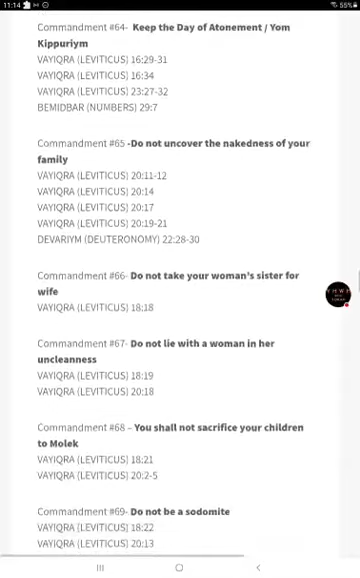 11:14
55%
Commandment #64- Keep the Day of Atonement / Yom
Kippuriym
VAYIQRA (LEVITICUS) 16:29-31
VAYIQRA (LEVITICUS) 16:34
VAYIQRA (LEVITICUS) 23:27-32
BEMIDBAR (NUMBERS) 29:7
Commandment #65 -Do not uncover the nakedness of your
family
VAYIQRA (LEVITICUS) 20:11-12
VAYIQRA (LEVITICUS) 20:14
VAYIQRA (LEVITICUS) 20:17
VAYIQRA (LEVITICUS) 20:19-21
DEVARIYM (DEUTERONOMY) 22:28-30
Commandment #66- Do not take your woman's sister for
wife
VAYIQRA (LEVITICUS) 18:18
Commandment #67- Do not lie with a woman in her
uncleanness
VAYIQRA (LEVITICUS) 18:19
VAYIQRA (LEVITICUS) 20:18
Commandment #68 – You shall not sacrifice your children
to Molek
VAYIQRA (LEVITICUS) 18:21
VAYIQRA (LEVITICUS) 20:2-5
Commandment #69- Do not be a sodomite
VAYIQRA (LEVITICUS) 18:22
VAYIQRA (LEVITICUS) 20:13